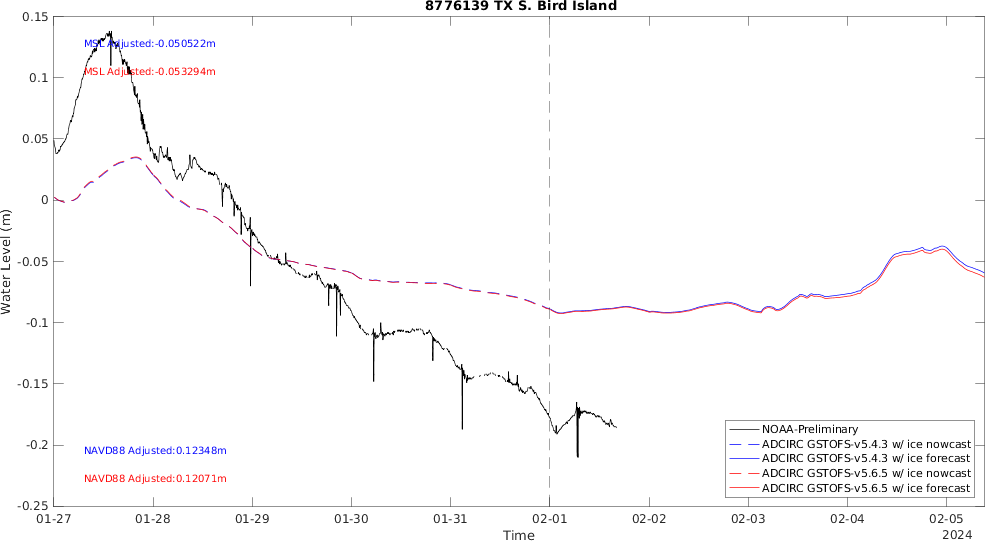 8776139 TX S. Bird Island
0.15
0.1
0.05
0
-0.05
-0.1
-0.15
-0.2
-0.25
Water Level (m)
MSL Adjusted:-0.050522m
MSL Adjusted:-0.053294m
NAVD88 Adjusted:0.12348m
NAVD88 Adjusted:0.12071m
NOAA-Preliminary
ADCIRC GSTOFS-v5.4.3 w/ ice nowcast
ADCIRC GSTOFS-v5.4.3 w/ ice forecast
ADCIRC GSTOFS-v5.6.5 w/ ice nowcast
ADCIRC GSTOFS-v5.6.5 w/ ice forecast
01-27 01-28 01-29 01-30 01-31 02-01 02-02 02-03 02-04 02-05
Time
2024